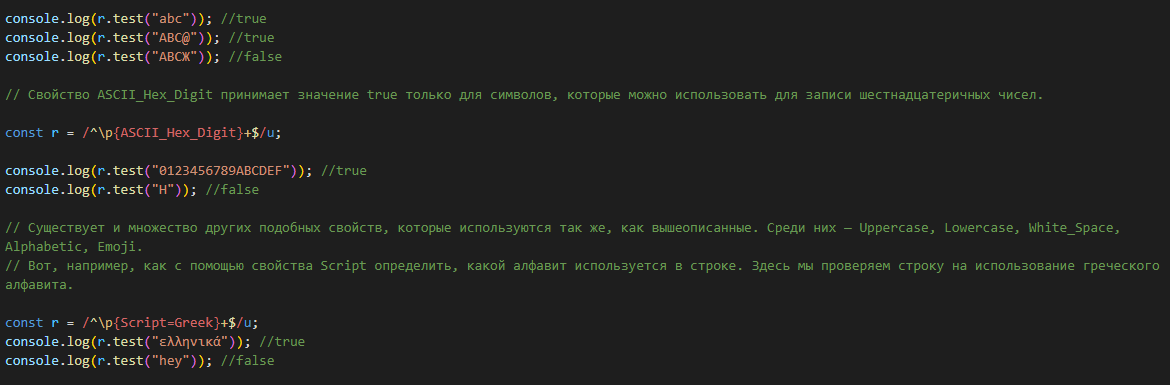 console.log(r.test("abc")); //true
console.log(r.test("ABC@")); //true
console.log(r.test("ABCЖ")); //false
// Свойство ASCII_Hex_Digit принимает значение true только для символов, которые можно использовать для записи шестнадцатеричных чисел.
const r = /^\p{ASCII_Hex_Digit}+$/u;
console.log(r.test("0123456789ABCDEF")); //true
console.log(r.test("H")); //false
// Существует и множество других подобных свойств, которые используются так же, как вышеописанные. Среди них — Uppercase, Lowercase, White_Space,
Alphabetic, Emoji.
// Вот, например, как с помощью свойства Script определить, какой алфавит используется в строке. Здесь мы проверяем строку на использование греческого
алфавита.
const r = /^\p{Script=Greek}+$/u;
console.log(r.test("ελληνικά")); //true
console.log(r.test("hey")); //false